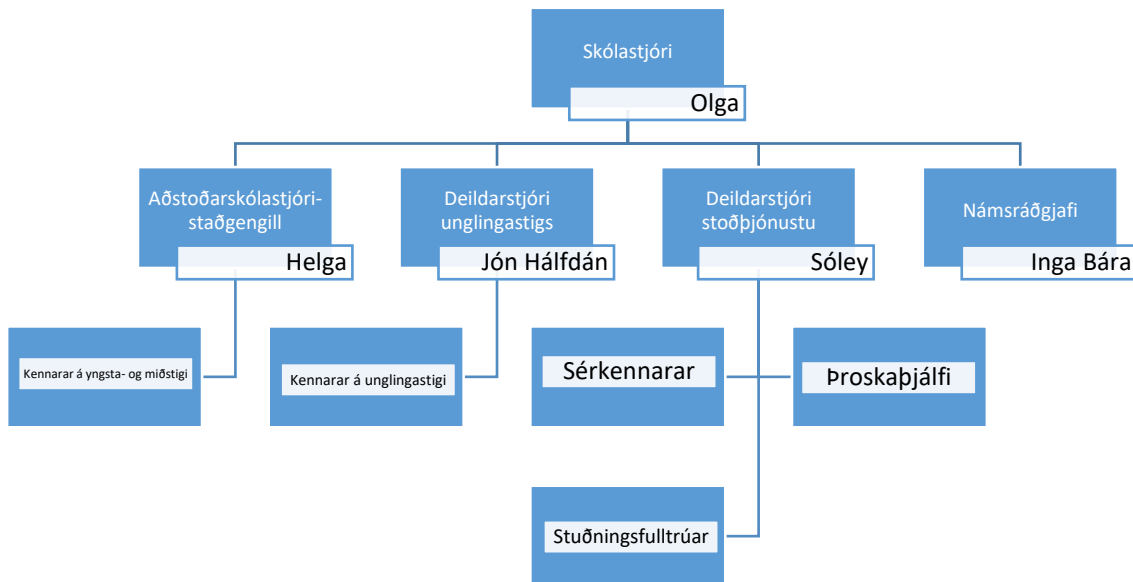 Skólastjóri
Olga
Aðstoðarskólastjóri-
staðgengill
Helga
Deildarstjóri
unglingastigs
Jón Hálfdán
Deildarstjóri
stoðþjónustu
Sóley
Námsráðgjafi
Inga Bára
Kennarar á yngsta- og miðstigi
Kennarar á unglingastigi
Sérkennarar
Þroskaþjálfi
Stuðningsfulltrúar